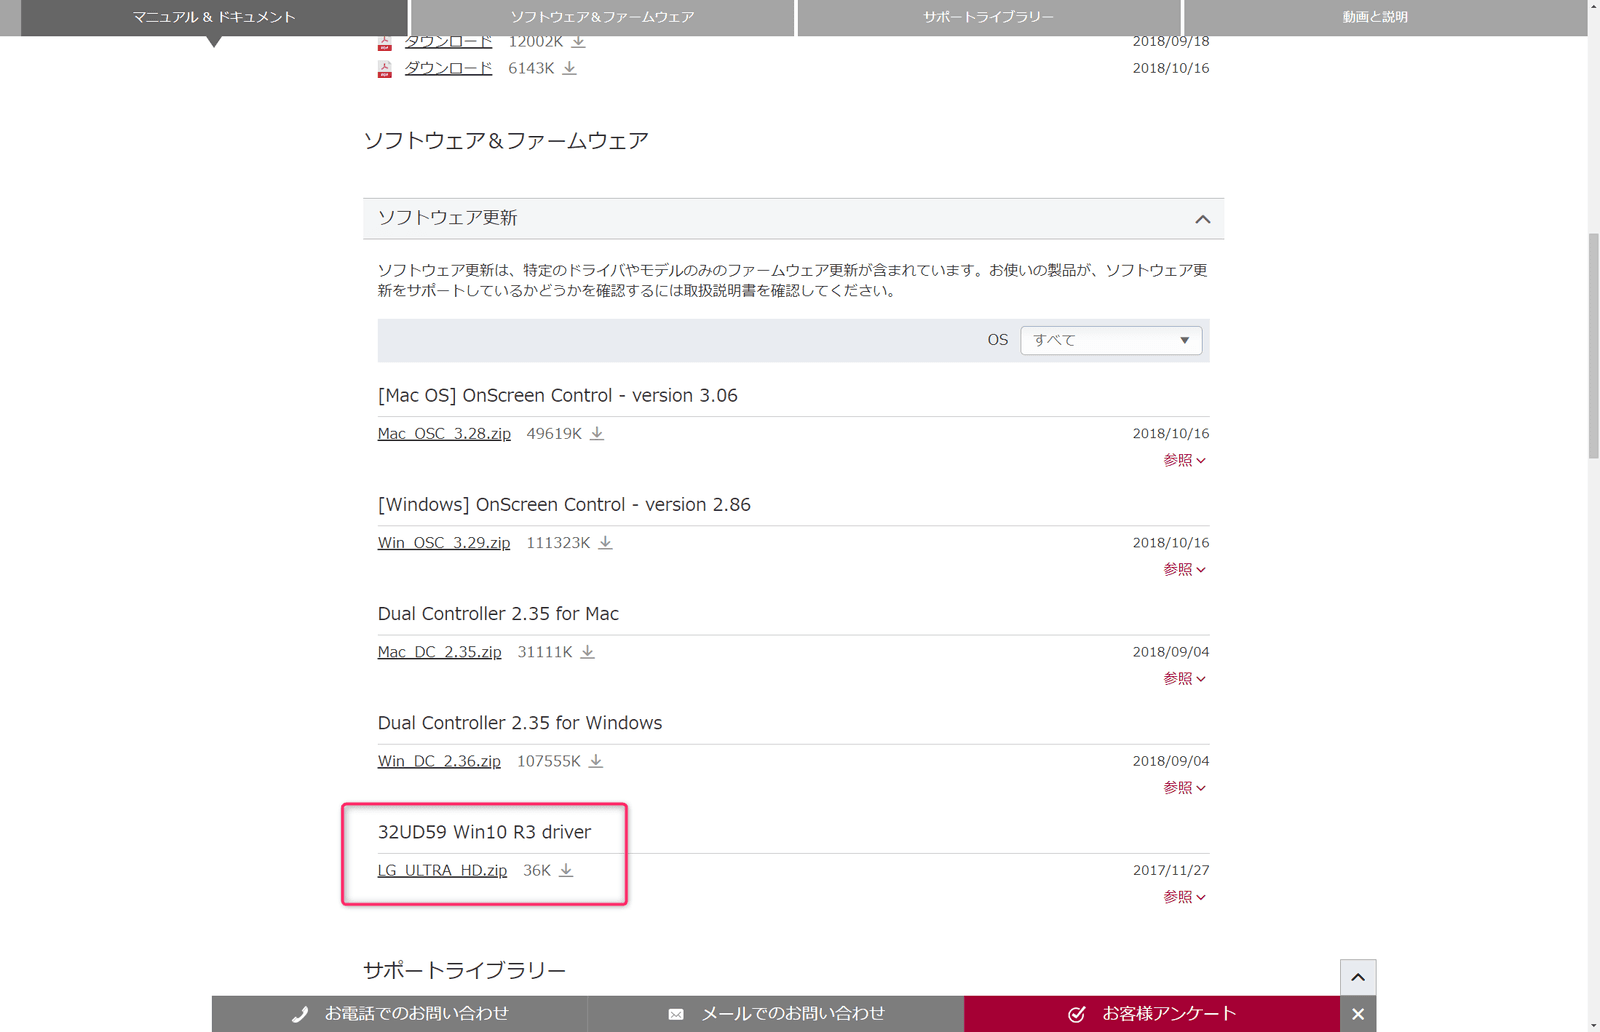 マニュアル & ドキュメント
ソフトウェア＆ファームウェア
サポートライブラリー
動画と説明
ダウンロード 12002K 2018/09/18
ダウンロード 6143K 2018/10/16
ソフトウェア＆ファームウェア
ソフトウェア更新
ソフトウェア更新は、特定のドライバやモデルのみのファームウェア更新が含まれています。お使いの製品が、ソフトウェア更
新をサポートしているかどうかを確認するには取扱説明書を確認してください。
OS すべて
[Mac OS] OnScreen Control - version 3.06
Mac_OSC_3.28.zip 49619K 2018/10/16
参照
[Windows] OnScreen Control - version 2.86
Win_OSC_3.29.zip 111323K 2018/10/16
参照
Dual Controller 2.35 for Mac
Mac_DC_2.35.zip 31111K 2018/09/04
参照
Dual Controller 2.35 for Windows
Win_DC_2.36.zip 107555K 2018/09/04
参照
32UD59 Win10 R3 driver
LG_ULTRA_HD.zip 36K 2017/11/27
参照
サポートライブラリー
お電話でのお問い合わせ
メールでのお問い合わせ
お客様アンケート